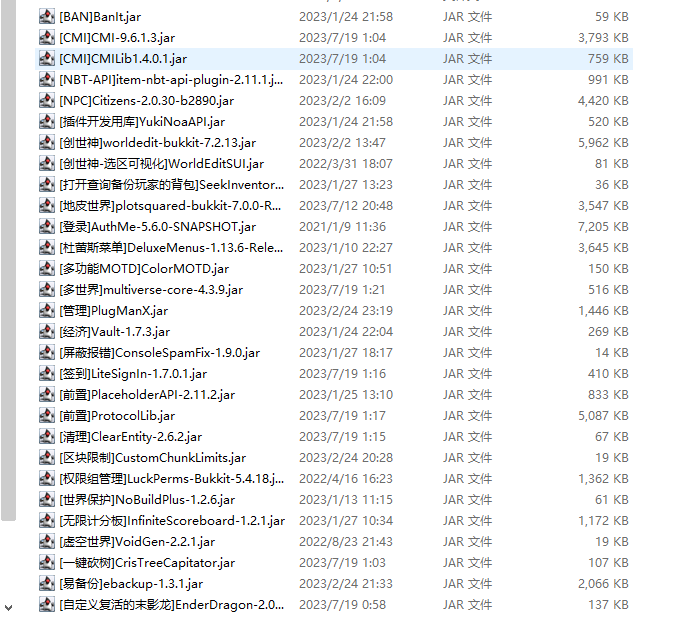 [BAN]BanIt.jar 2023/1/24 21:58 JAR 文件 59 KB
[CMI]CMI-9.6.1.3.jar 2023/7/19 1:04 JAR 文件 3,793 KB
[CMI]CMILib1.4.0.1.jar 2023/7/19 1:04 JAR 文件 759 KB
[NBT-API]item-nbt-api-plugin-2.11.1.j... 2023/1/24 22:00 JAR 文件 991 KB
[NPC]Citizens-2.0.30-b2890.jar 2023/2/2 16:09 JAR 文件 4,420 KB
[插件开发用库]YukiNoaAPI.jar 2023/1/24 21:58 JAR 文件 520 KB
[创世神]worldedit-bukkit-7.2.13.jar 2023/2/2 13:47 JAR 文件 5,962 KB
[创世神-选区可视化]WorldEditSUI.jar 2022/3/31 18:07 JAR 文件 81 KB
[打开查询备份玩家的背包]SeekInventor... 2023/1/27 13:23 JAR 文件 36 KB
[地皮世界]plotsquared-bukkit-7.0.0-R... 2023/7/12 20:48 JAR 文件 3,547 KB
[登录]AuthMe-5.6.0-SNAPSHOT.jar 2021/1/9 11:36 JAR 文件 7,205 KB
[杜蕾斯菜单]DeluxeMenus-1.13.6-Rele... 2023/1/10 22:27 JAR 文件 3,645 KB
[多功能MOTD]ColorMOTD.jar 2023/1/27 10:51 JAR 文件 150 KB
[多世界]multiverse-core-4.3.9.jar 2023/7/19 1:21 JAR 文件 516 KB
[管理]PlugManX.jar 2023/2/24 23:19 JAR 文件 1,446 KB
[经济]Vault-1.7.3.jar 2023/1/24 22:04 JAR 文件 269 KB
[屏蔽报错]ConsoleSpamFix-1.9.0.jar 2023/1/27 18:17 JAR 文件 14 KB
[签到]LiteSignIn-1.7.0.1.jar 2023/7/19 1:16 JAR 文件 410 KB
[前置]PlaceholderAPI-2.11.2.jar 2023/1/25 13:10 JAR 文件 833 KB
[前置]ProtocolLib.jar 2023/7/19 1:17 JAR 文件 5,087 KB
[清理]ClearEntity-2.6.2.jar 2023/7/19 1:15 JAR 文件 67 KB
[区块限制]CustomChunkLimits.jar 2023/2/24 20:28 JAR 文件 19 KB
[权限组管理]LuckPerms-Bukkit-5.4.18.j... 2022/4/16 16:23 JAR 文件 1,362 KB
[世界保护]NoBuildPlus-1.2.6.jar 2023/1/13 11:15 JAR 文件 61 KB
[无限计分板]InfiniteScoreboard-1.2.1.jar 2023/1/27 10:34 JAR 文件 1,172 KB
[虚空世界]VoidGen-2.2.1.jar 2022/8/23 21:43 JAR 文件 19 KB
[一键砍树]CrisTreeCapitator.jar 2023/7/19 1:03 JAR 文件 107 KB
[易备份]ebackup-1.3.1.jar 2023/2/24 21:33 JAR 文件 2,066 KB
[自定义复活的末影龙]EnderDragon-2.0... 2023/7/19 0:58 JAR 文件 137 KB